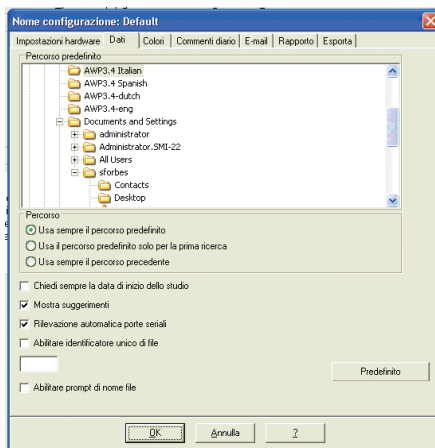 Nome configurazione: Default
Impostazioni hardware Dati Colori Commenti diario E-mail Rapporto Esporta
Percorso predefinito
AWP3.4 Italian
AWP3.4 Spanish
AWP3.4-dutch
AWP3.4-eng
Documents and Settings
administrator
Administrator.SMI-22
All Users
sforbes
Contacts
Desktop
Percorso
Usa sempre il percorso predefinito
Usa il percorso predefinito solo per la prima ricerca
Usa sempre il percorso precedente
Chiedi sempre la data di inizio dello studio
Mostra suggerimenti
Rilevazione automatica porte seriali
Abilitare identificatore unico di file
Predefinito
Abilitare prompt di nome file
OK Annulla ?